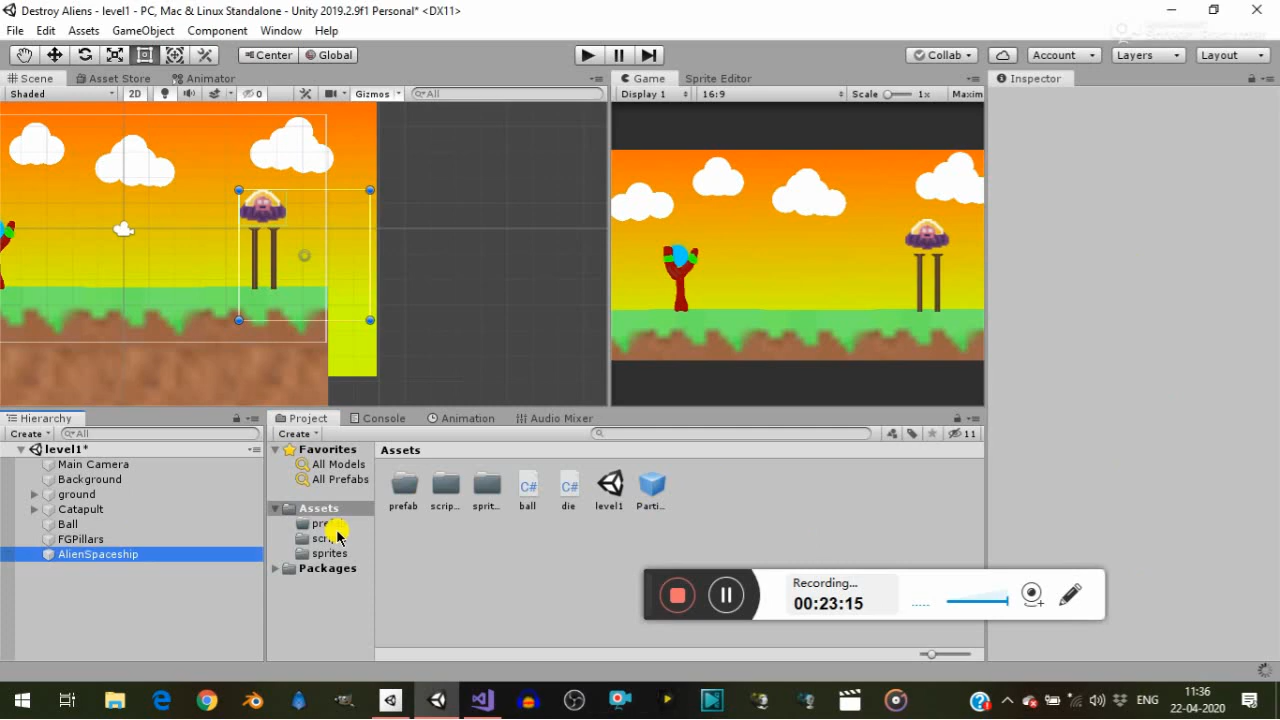 Destroy Aliens - level1 - PC, Mac & Linux Standalone - Unity 2019.2.9f1 Personal* <DX11>
File Edit Assets GameObject Component Window Help
Center Global Collab Account Layers Layout
Scene Asset Store Animator
Shaded 2D 0 Gizmos All
Game Sprite Editor
Display 1 16:9 Scale 1x Maxim
Inspector
Hierarchy
Create All
level1*
Main Camera
Background
ground
Catapult
Ball
FGPillars
AlienSpaceship
Project Console Animation Audio Mixer
Create 11
Favorites
All Models
All Prefabs
Assets
sprites
Packages
Assets
prefab scrip... sprit... ball die level1 Parti...
C# C#
Recording...
00:23:15
ENG
11:36
22-04-2020